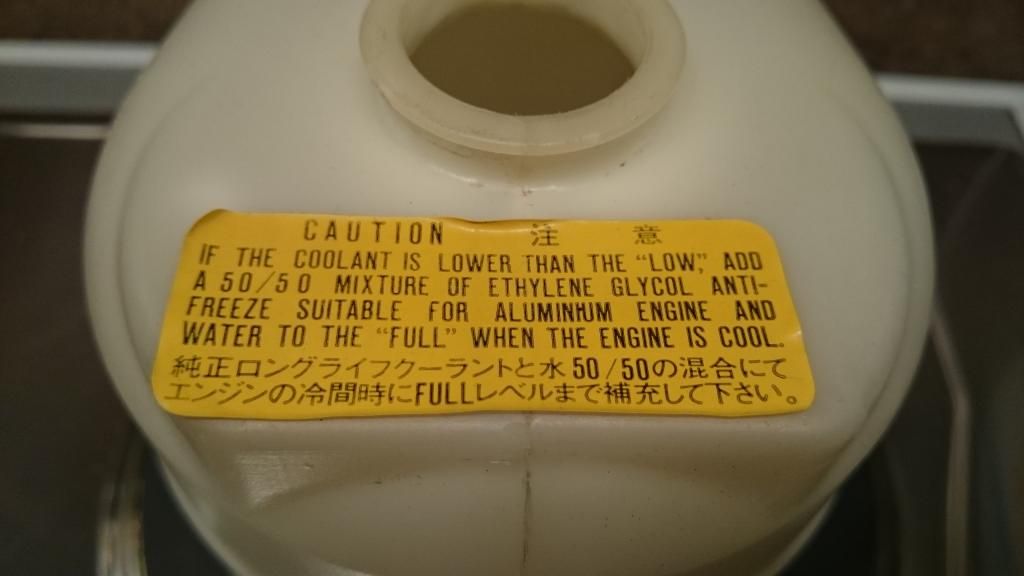 CAUTION 注意
IF THE COOLANT IS LOWER THAN THE “LOW,” ADD
A 50/50 MIXTURE OF ETHYLENE GLYCOL ANTI-
FREEZE SUITABLE FOR ALUMINHUM ENGINE AND
WATER TO THE “FULL” WHEN THE ENGINE IS COOL.
純正ロングライフクーラントと水50/50の混合にて
エンジンの冷間時にFULLレベルまで補充して下さい。